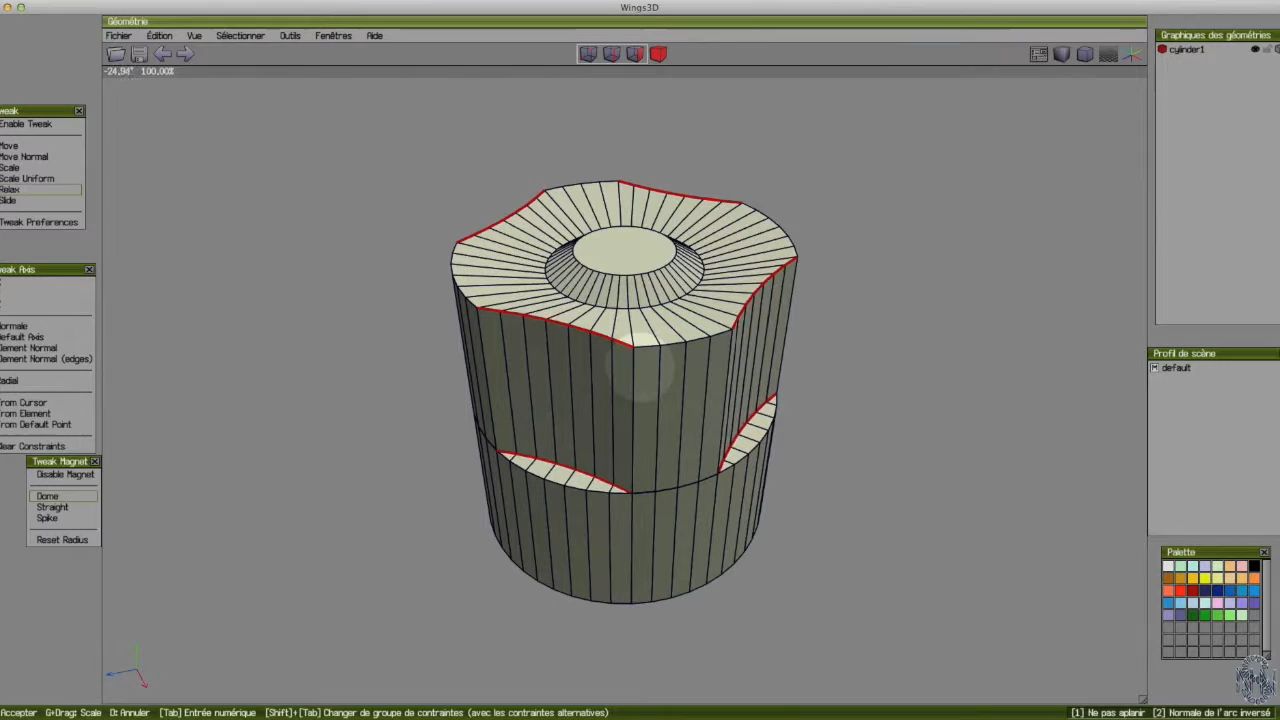 Wings3D
Géométrie
Fichier Édition Vue Sélectionner Outils Fenêtres Aide
-24,94° 100,00%
Graphiques des géométries
cylinder1
weak
Enable Tweak
Move
Move Normal
Scale
Scale Uniform
Relax
Slide
Tweak Preferences
weak Axis
Normale
Default Axis
Element Normal
Element Normal (edges)
Radial
From Cursor
From Element
From Default Point
Clear Constraints
Tweak Magnet
Disable Magnet
Dome
Straight
Spike
Reset Radius
Profil de scène
default
Palette
Accepter G+Drag: Scale D: Annuler [Tab] Entrée numérique [Shift]+[Tab] Changer de groupe de contraintes (avec les contraintes alternatives) [1] Ne pas aplanir [2] Normale de l'arc inversé